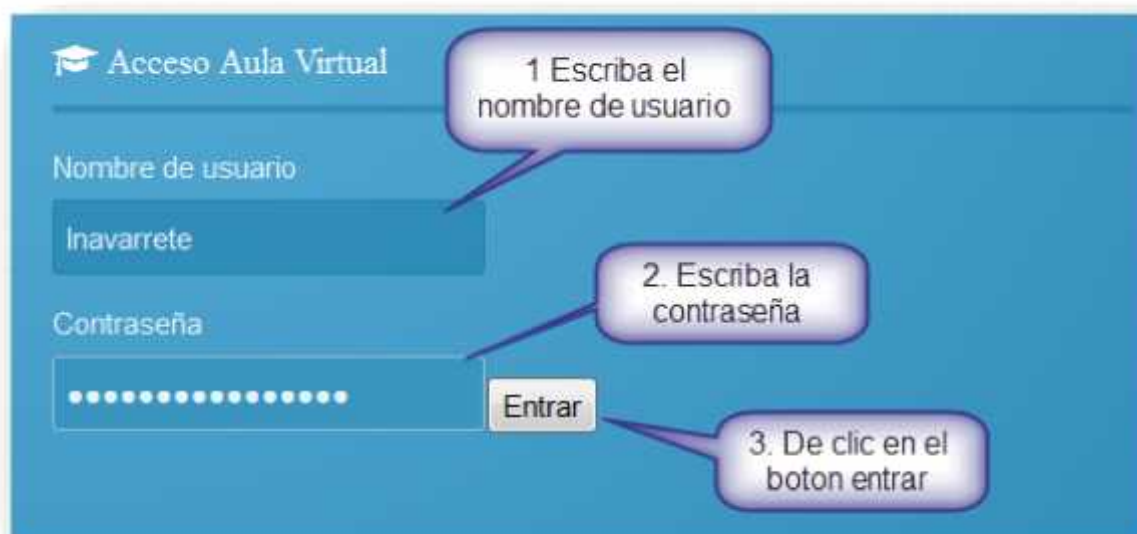 Acceso Aula Virtual
1 Escriba el
nombre de usuario
Nombre de usuario
lnavarrete
2. Escriba la
contraseña
Contraseña
••••••••••••••••
Entrar
3. De clic en el
boton entrar